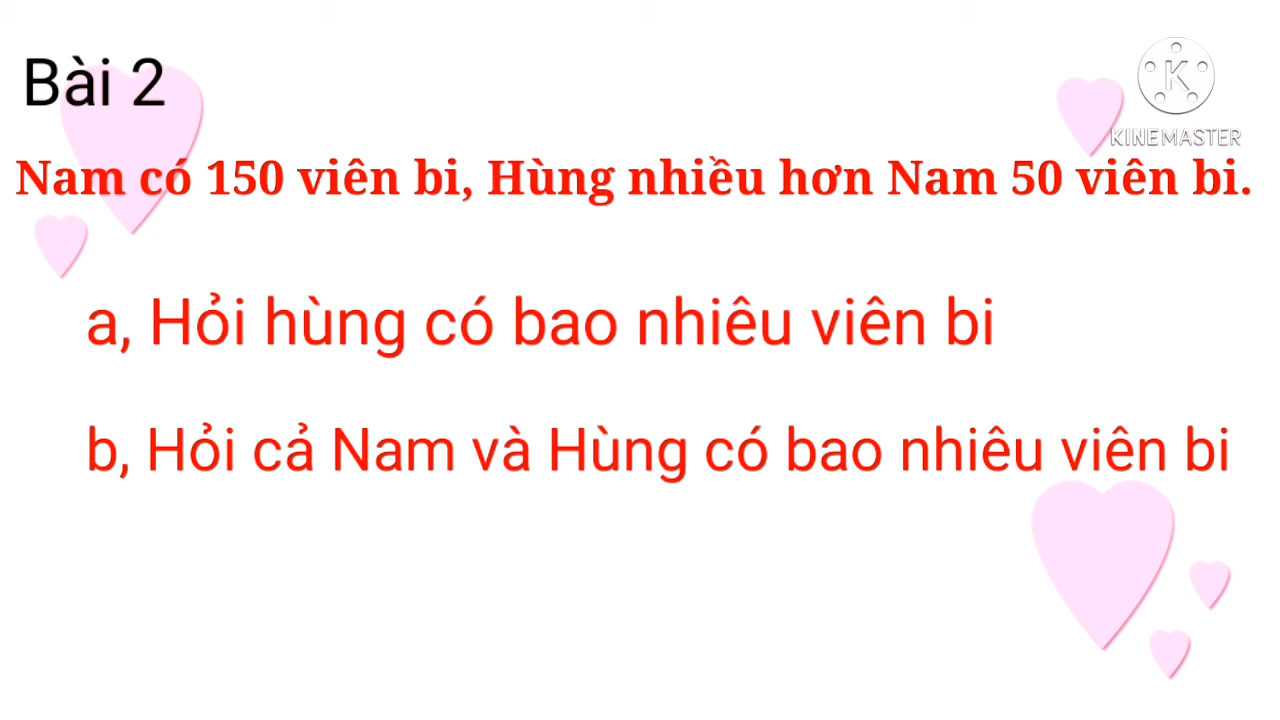 Bài 2
K
KINEMASTER
Nam có 150 viên bi, Hùng nhiều hơn Nam 50 viên bi.
a, Hỏi hùng có bao nhiêu viên bi
b, Hỏi cả Nam và Hùng có bao nhiêu viên bi